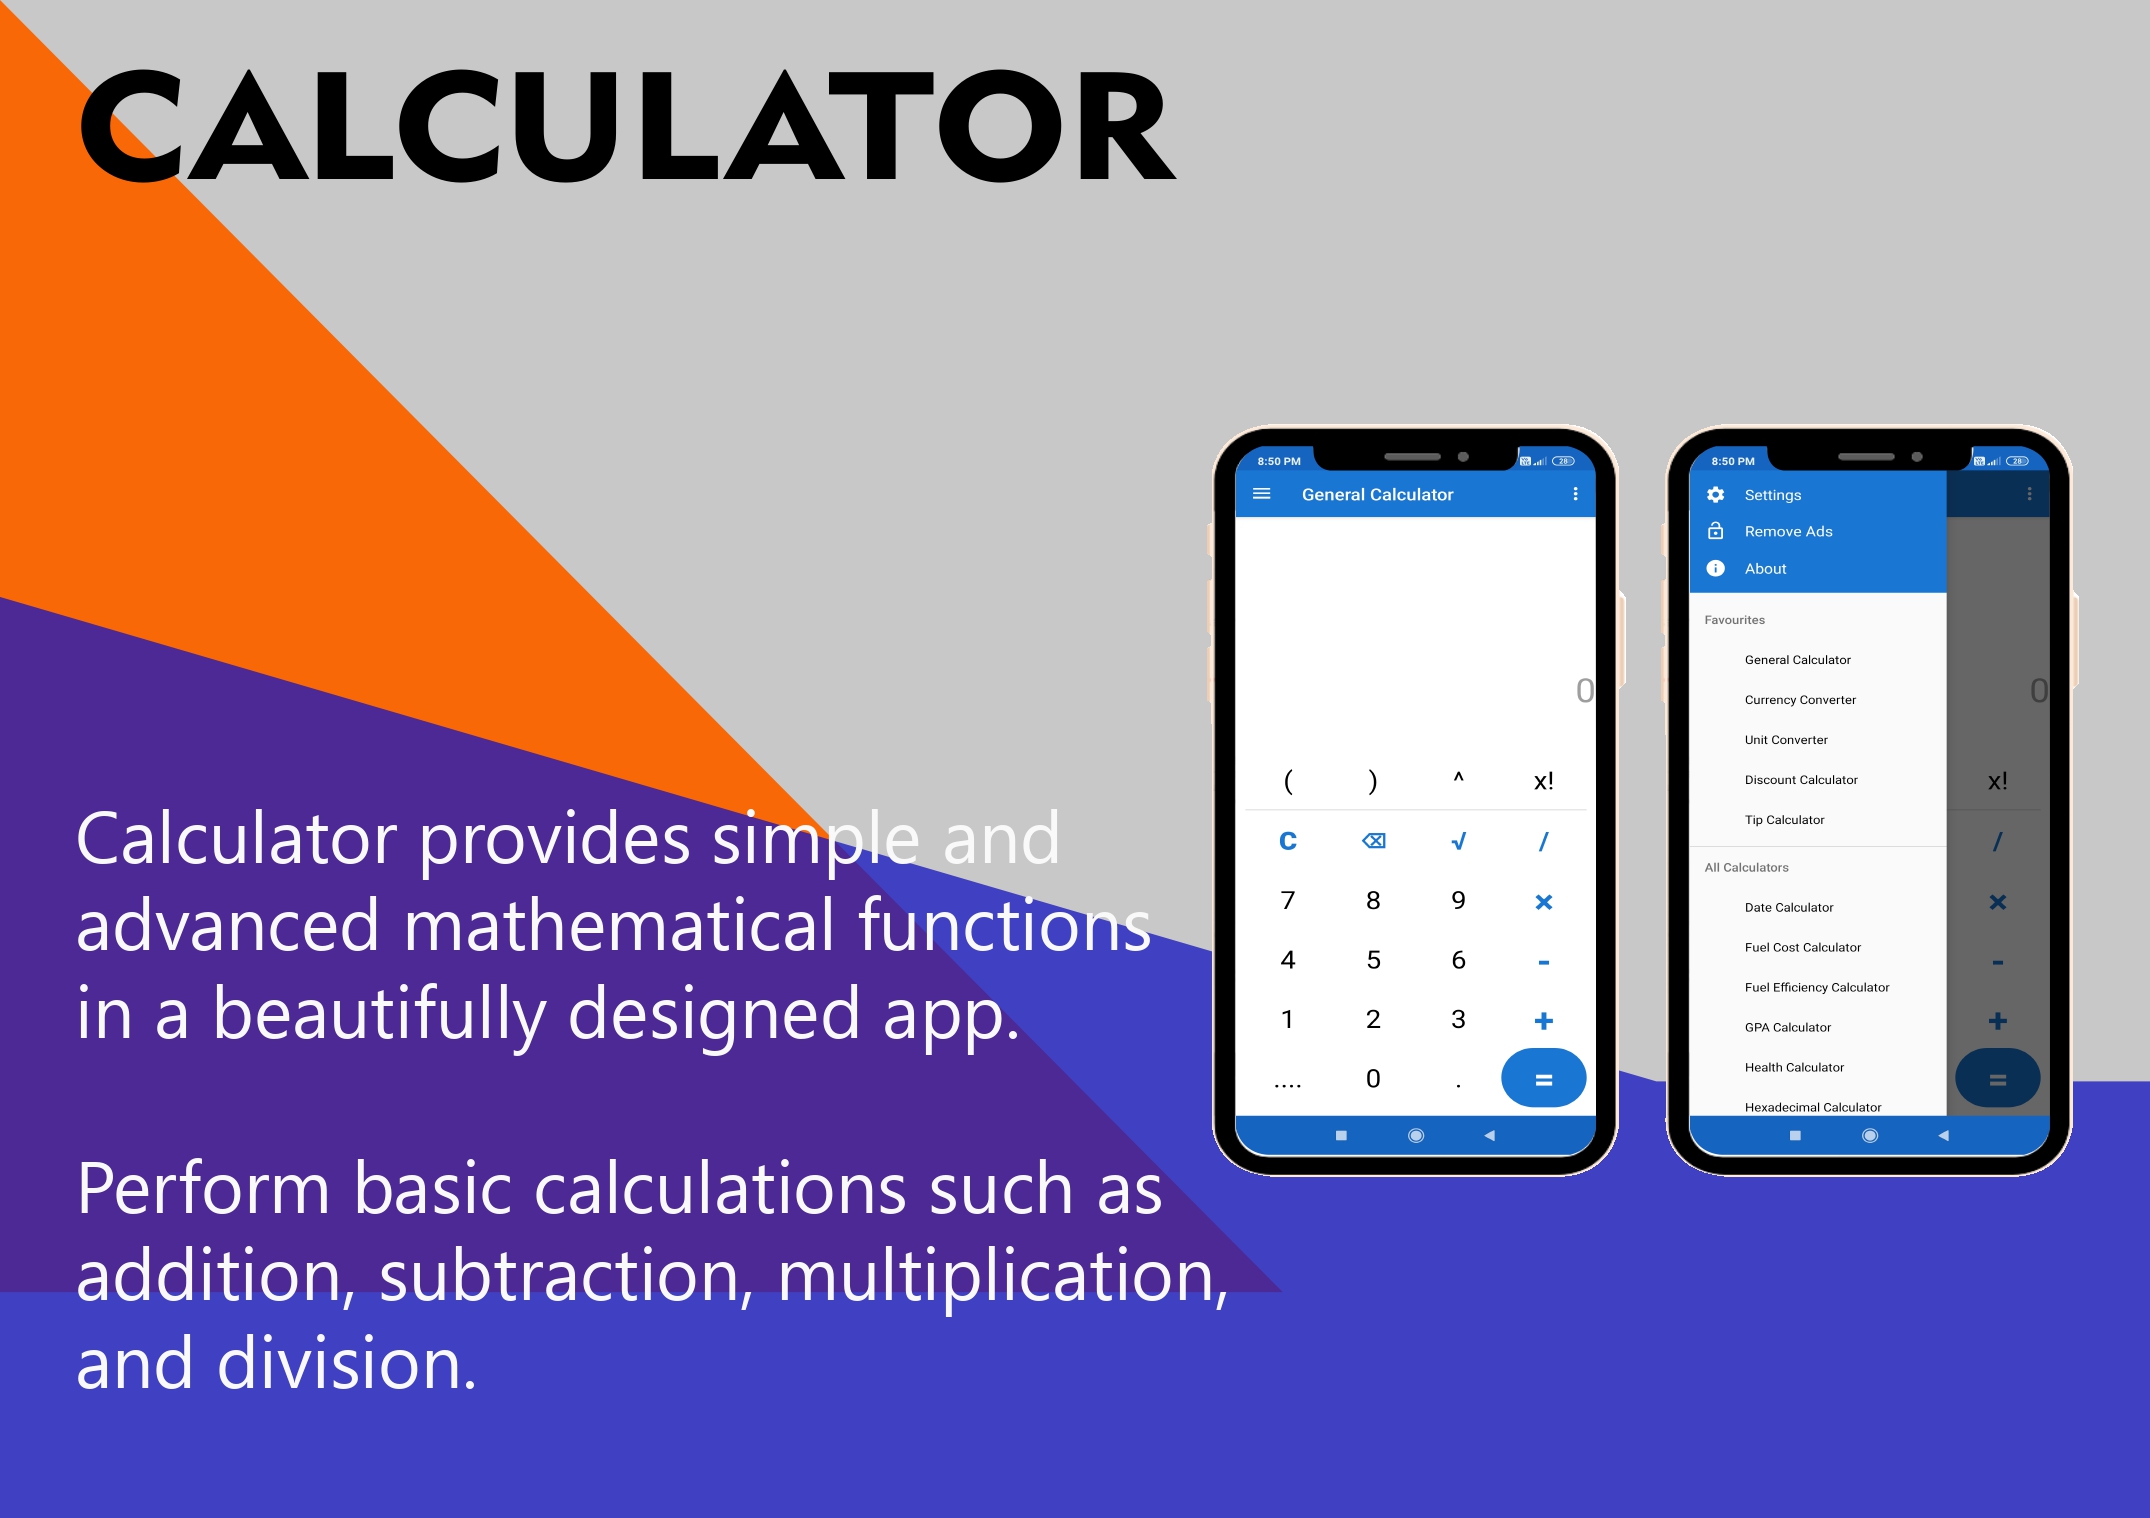 CALCULATOR
Calculator provides simple and
advanced mathematical functions
in a beautifully designed app.
Perform basic calculations such as
addition, subtraction, multiplication,
and division.
8:50 PM
28
General Calculator
0
( ) ^ x!
C √ /
7 8 9 ×
4 5 6 -
1 2 3 +
.... 0 . =
8:50 PM
28
Settings
Remove Ads
About
Favourites
General Calculator
Currency Converter
Unit Converter
Discount Calculator
Tip Calculator
All Calculators
Date Calculator
Fuel Cost Calculator
Fuel Efficiency Calculator
GPA Calculator
Health Calculator
Hexadecimal Calculator
0
x!
/
×
-
+
=